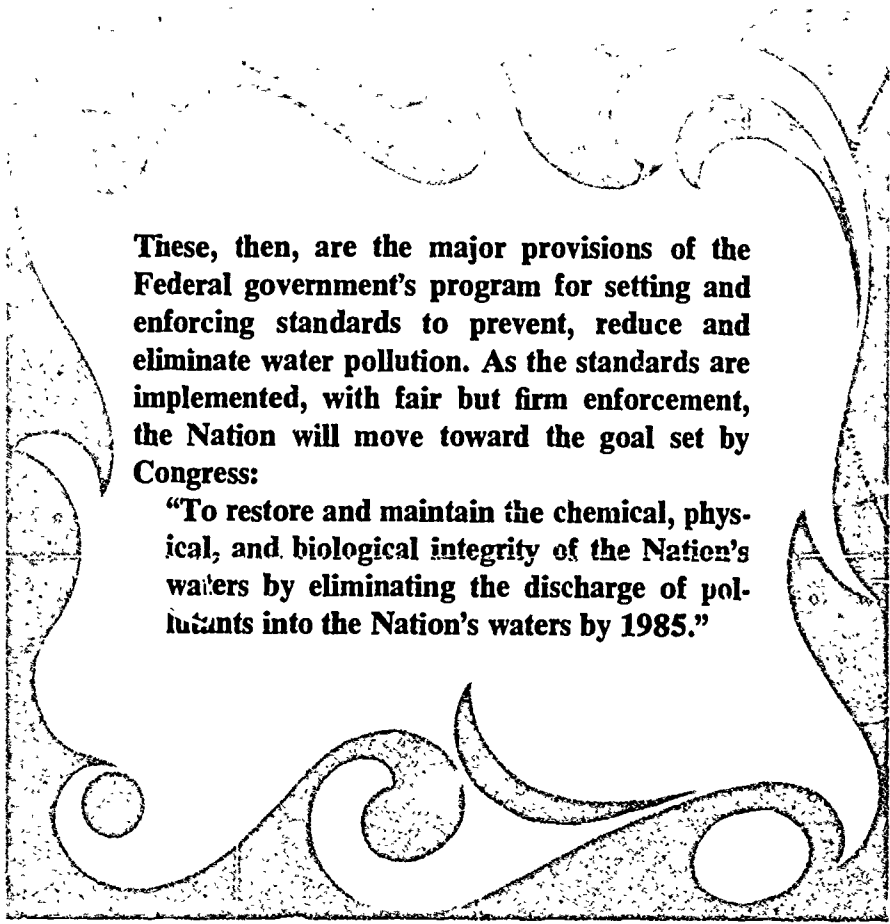 These, then, are the major provisions of the
Federal government's program for setting and
enforcing standards to prevent, reduce and
eliminate water pollution. As the standards are
implemented, with fair but firm enforcement,
the Nation will move toward the goal set by
Congress:
“To restore and maintain the chemical, phys-
ical, and biological integrity of the Nation's
waters by eliminating the discharge of pol-
lutants into the Nation's waters by 1985.”